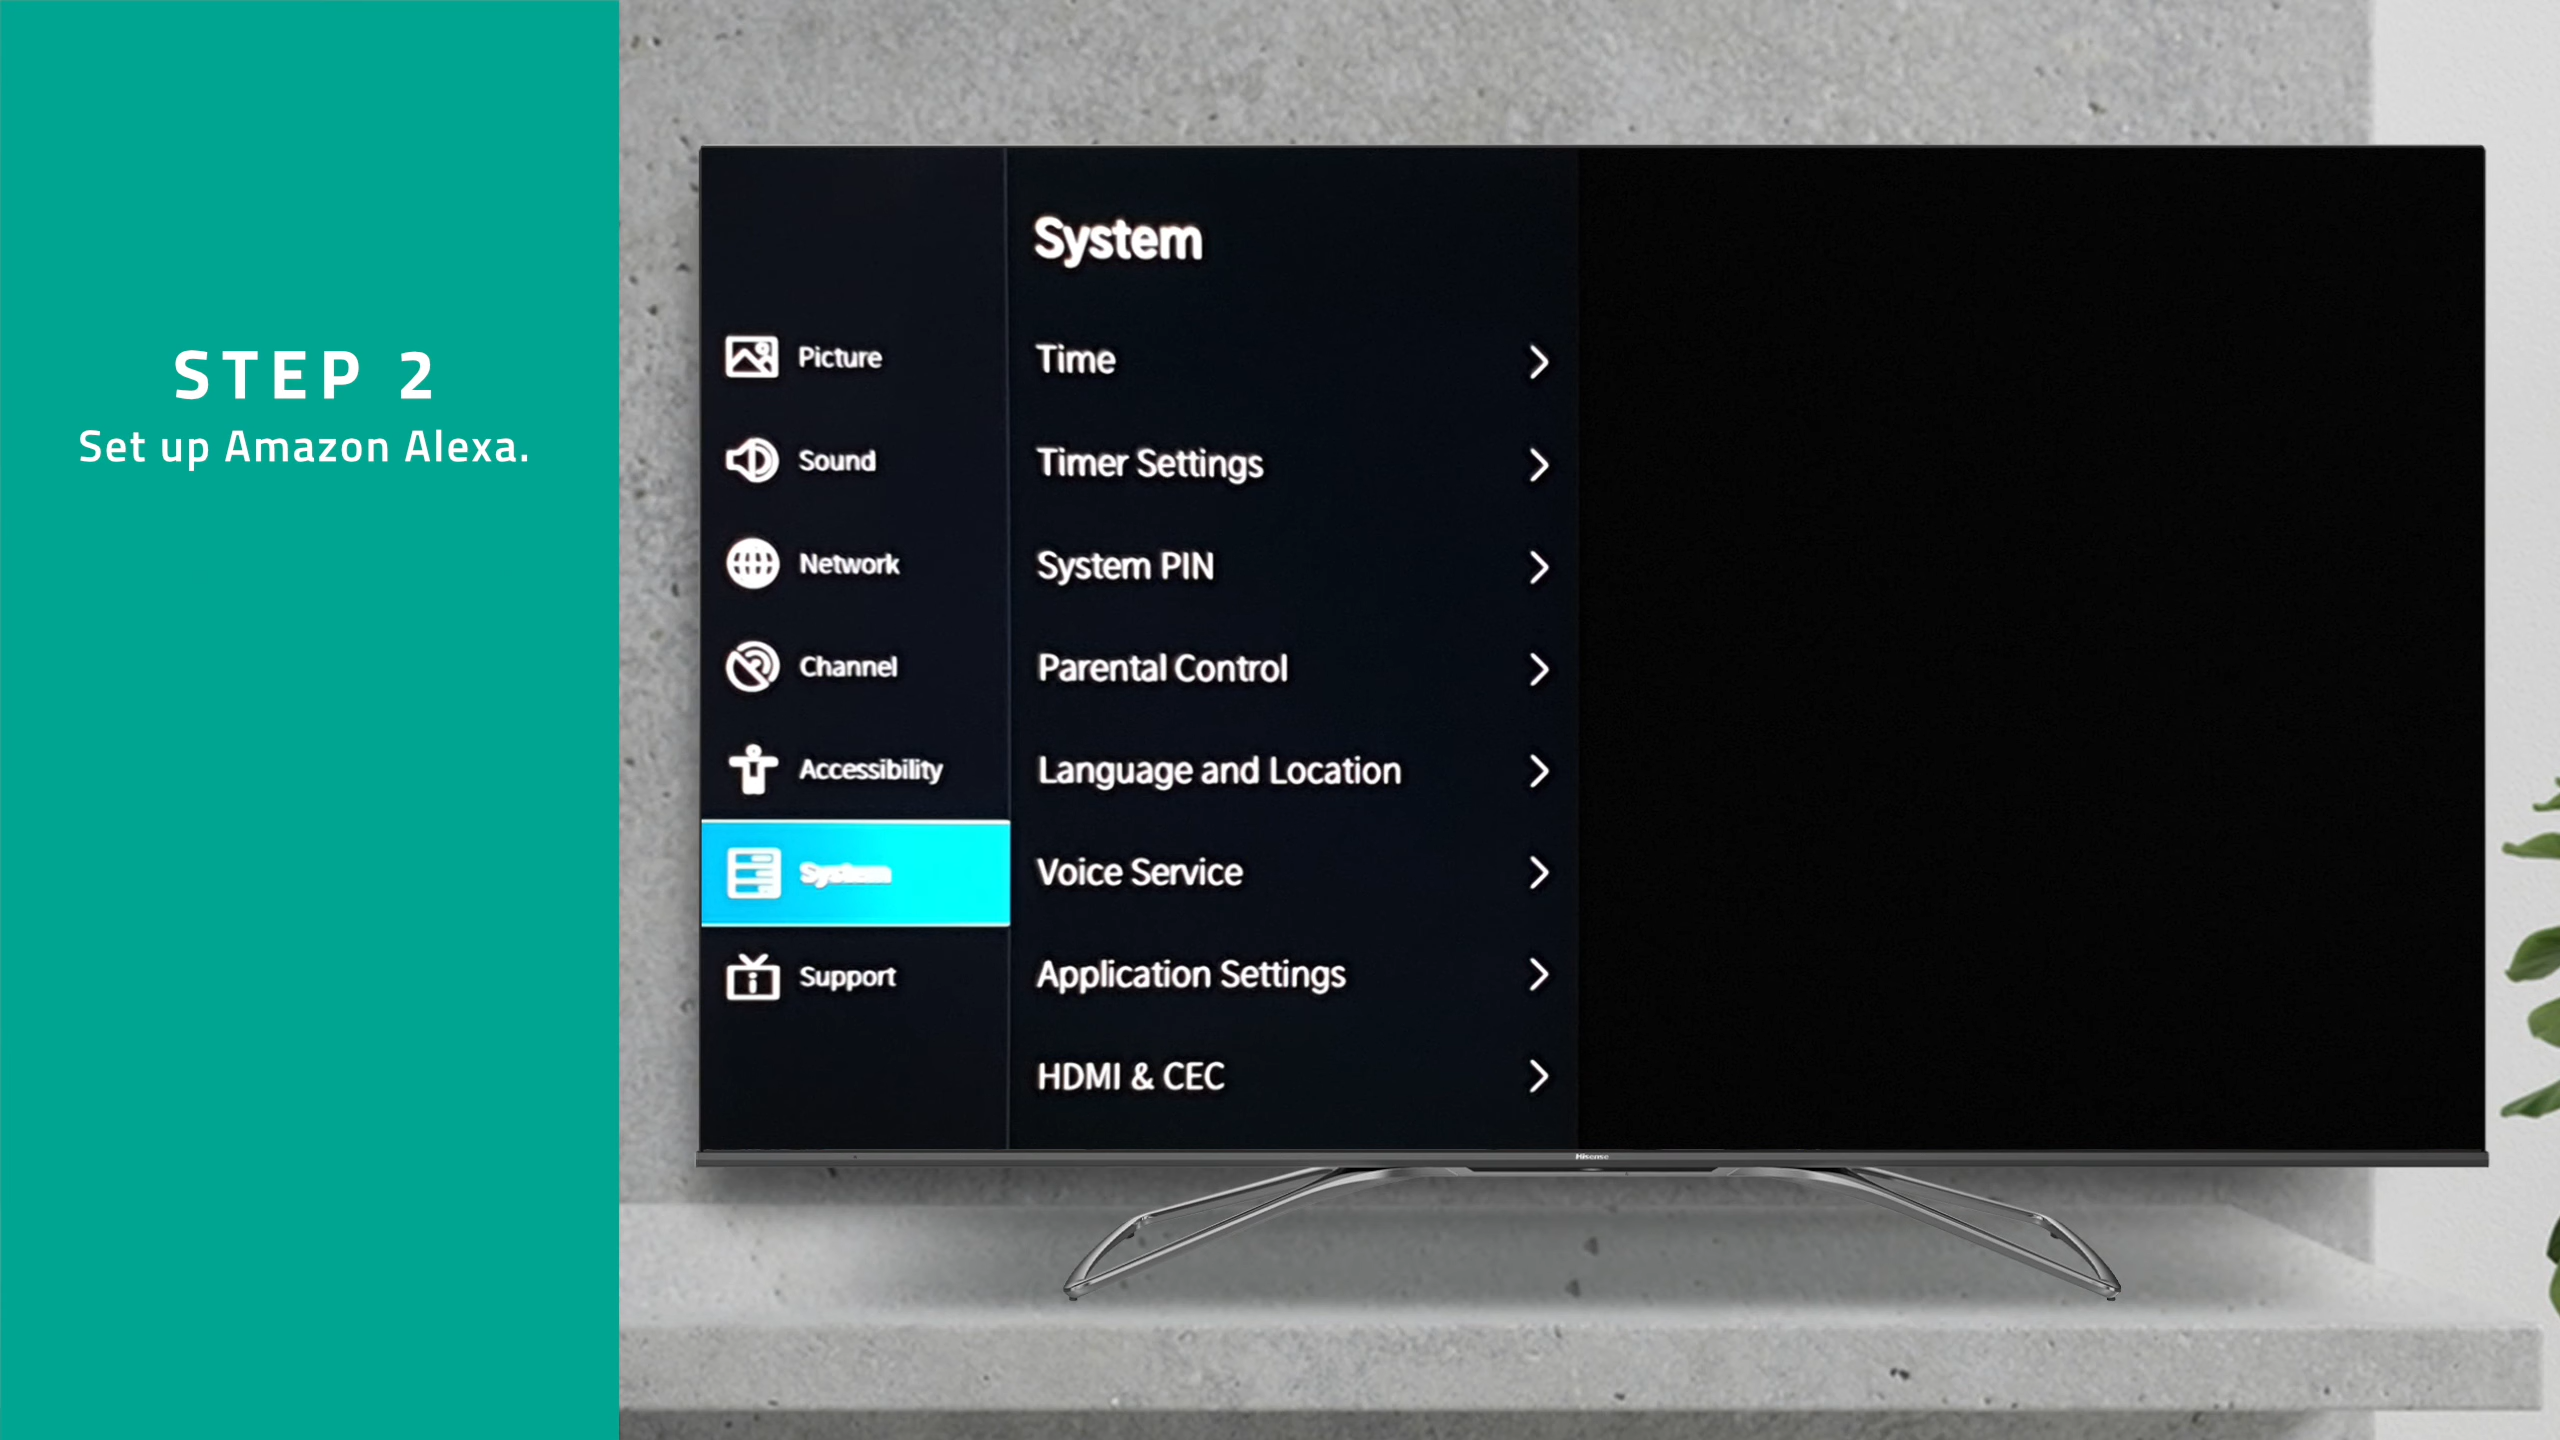 STEP 2
Set up Amazon Alexa.
System
Picture
Sound
Network
Channel
Accessibility
System
Support
Time
Timer Settings
System PIN
Parental Control
Language and Location
Voice Service
Application Settings
HDMI & CEC
Hisense